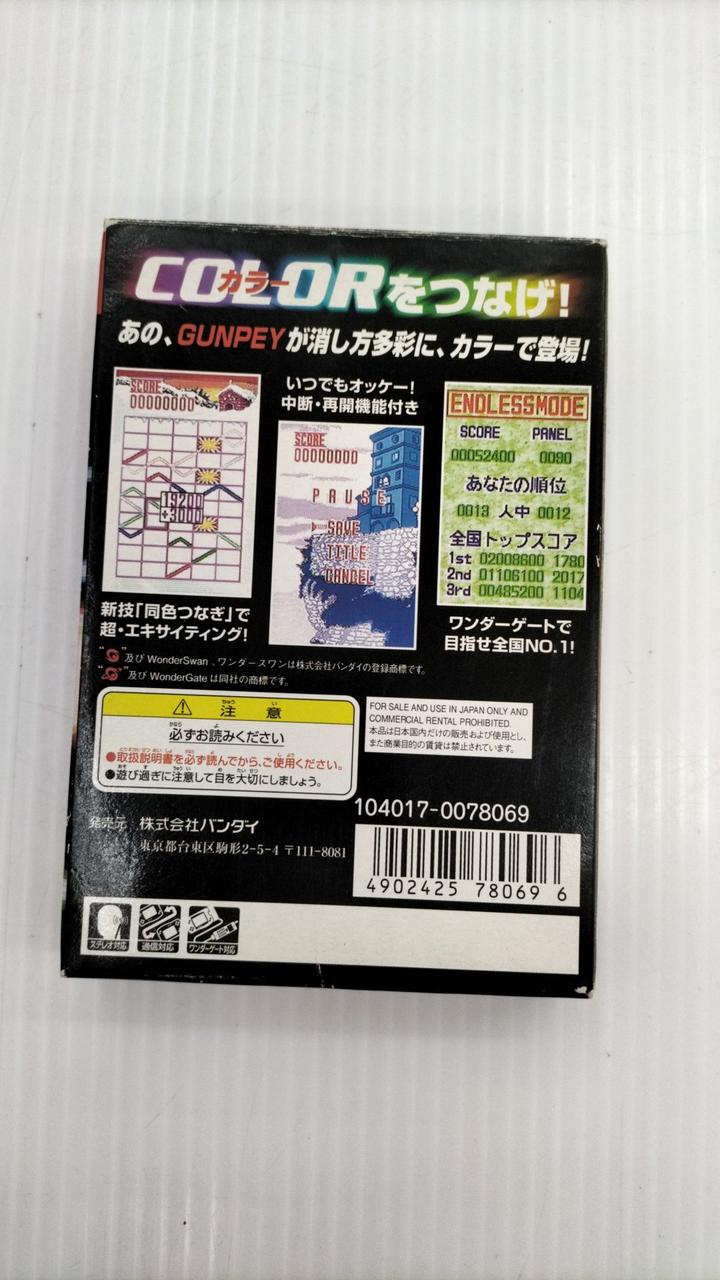 COLORをつなげ!
カラー
あの、GUNPEYが消し方多彩に、カラーで登場!
SCORE
00000000
19200
+3000
新技「同色つなぎ」で
超・エキサイティング!
いつでもオッケー!
中断・再開機能付き
SCORE
00000000
PAUSE
SAVE
TITLE
CANCEL
ENDLESSMODE
SCORE PANEL
00052400 0090
あなたの順位
0013 人中 0012
全国トップスコア
1st 02008600 1780
2nd 01106100 2017
3rd 00485200 1104
ワンダーゲートで
目指せ全国NO.1!
" "及び WonderSwan 、ワンダースワンは株式会社バンダイの登録商標です。
" "及び WonderGate は同社の商標です。
注意
ちゅう い
必ずお読みください
かなら よ
●取扱説明書を必ず読んでから、ご使用ください。
●遊び過ぎに注意して目を大切にしましょう。
FOR SALE AND USE IN JAPAN ONLY AND
COMMERCIAL RENTAL PROHIBITED.
本品は日本国内だけの販売および使用とし、
また商業目的の賃貸は禁止されています。
104017-0078069
発売元 株式会社バンダイ
東京都台東区駒形2-5-4 〒111-8081
4902425 78069 6
ステレオ対応
通信対応
ワンダーゲート対応